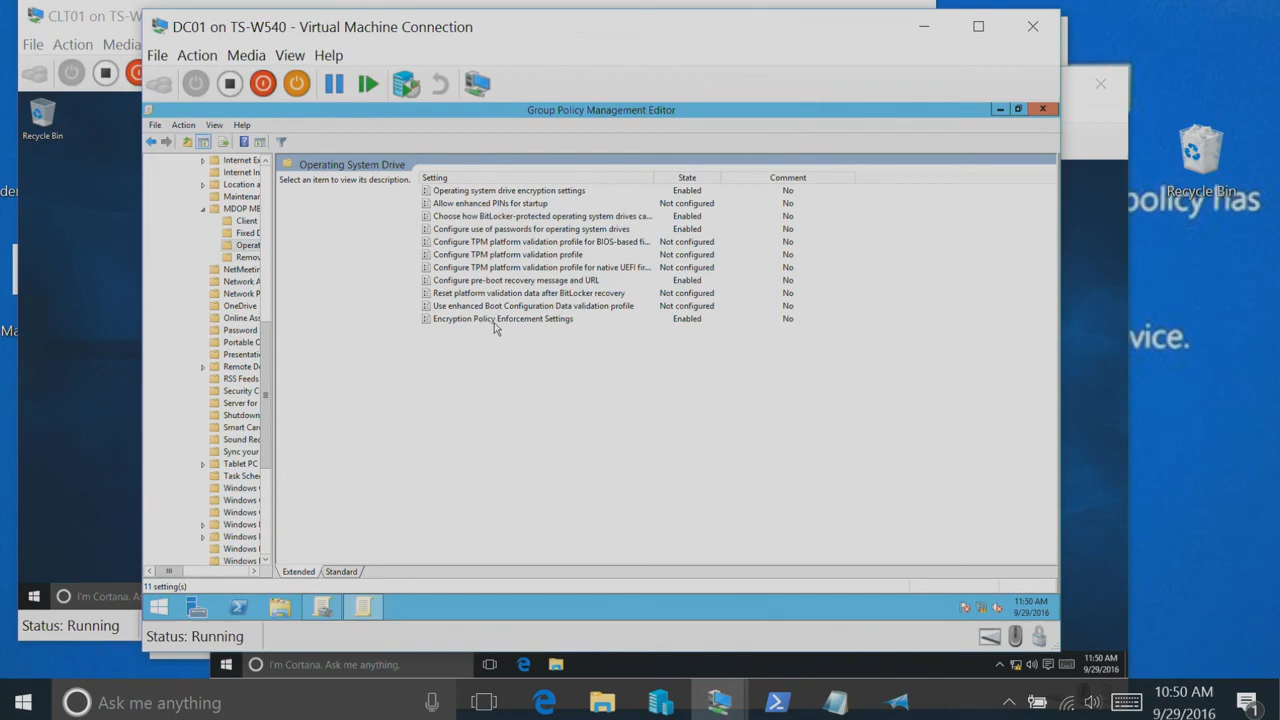 CLT01 on TS-W
File Action Media
DC01 on TS-W540 - Virtual Machine Connection
File Action Media View Help
Recycle Bin
Group Policy Management Editor
File Action View Help
Internet Ex
Internet In
Location a
Maintenan
MDOP ME
Client
Fixed D
Operat
Remov
NetMeetin
Network A
Network P
OneDrive
Online Ass
Password
Portable O
Presentati
Remote De
RSS Feeds
Security C
Server for
Shutdown
Smart Car
Sound Rec
Sync your
Tablet PC
Task Sche
Windows
Windows
Windows
Windows
Windows
Windows
Windows
Operating System Drive
Select an item to view its description.
Setting State Comment
Operating system drive encryption settings Enabled No
Allow enhanced PINs for startup Not configured No
Choose how BitLocker-protected operating system drives ca... Enabled No
Configure use of passwords for operating system drives Enabled No
Configure TPM platform validation profile for BIOS-based fi... Not configured No
Configure TPM platform validation profile Not configured No
Configure TPM platform validation profile for native UEFI fir... Not configured No
Configure pre-boot recovery message and URL Enabled No
Reset platform validation data after BitLocker recovery Not configured No
Use enhanced Boot Configuration Data validation profile Not configured No
Encryption Policy Enforcement Settings Enabled No
Extended Standard
11 setting(s)
11:50 AM
9/29/2016
Status: Running
I'm Cortana. A
Status: Running
I'm Cortana. Ask me anything.
11:50 AM
9/29/2016
Recycle Bin
policy has
vice.
Ask me anything
10:50 AM
9/29/2016
1